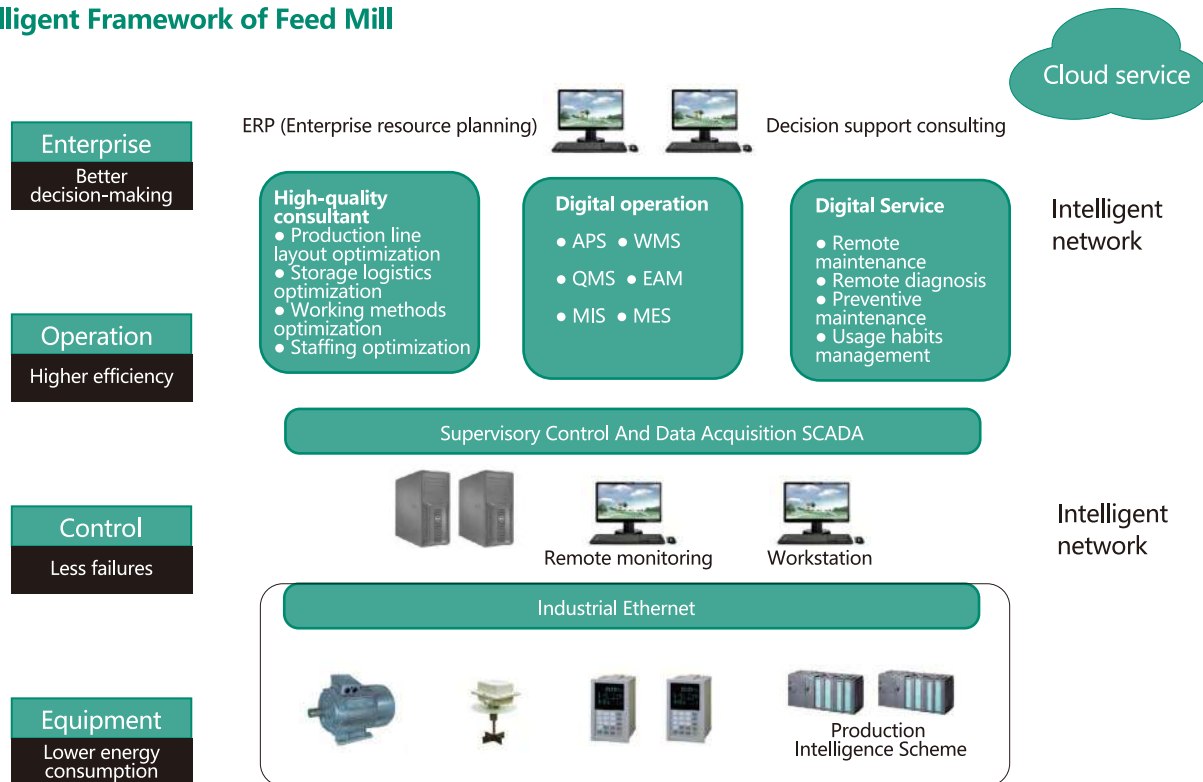 lligent Framework of Feed Mill
Cloud service
Enterprise
Better
decision-making
ERP (Enterprise resource planning)
Decision support consulting
High-quality
consultant
● Production line
layout optimization
● Storage logistics
optimization
● Working methods
optimization
● Staffing optimization
Digital operation
● APS ● WMS
● QMS ● EAM
● MIS ● MES
Digital Service
● Remote
maintenance
● Remote diagnosis
● Preventive
maintenance
● Usage habits
management
Intelligent
network
Operation
Higher efficiency
Supervisory Control And Data Acquisition SCADA
Control
Less failures
Remote monitoring
Workstation
Intelligent
network
Industrial Ethernet
Equipment
Lower energy
consumption
Production
Intelligence Scheme